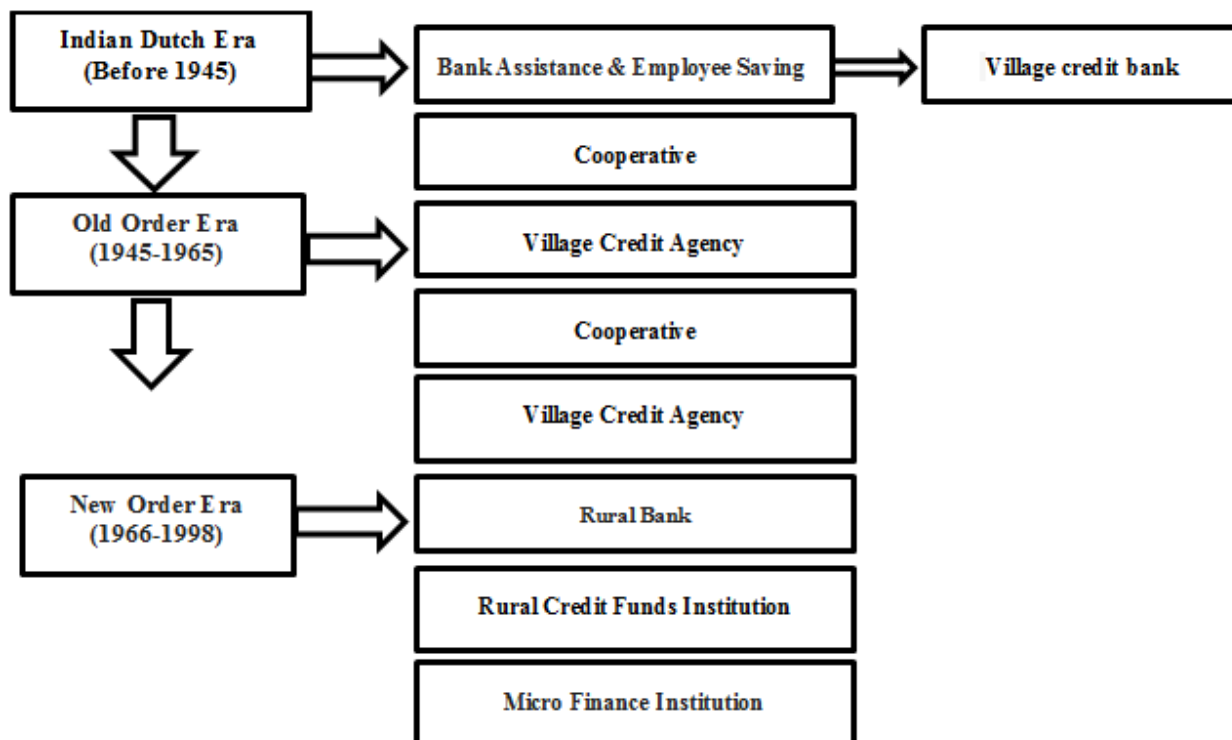 Indian Dutch Era
(Before 1945)
Bank Assistance & Employee Saving
Village credit bank
Cooperative
Old Order Era
(1945-1965)
Village Credit Agency
Cooperative
Village Credit Agency
New Order Era
(1966-1998)
Rural Bank
Rural Credit Funds Institution
Micro Finance Institution